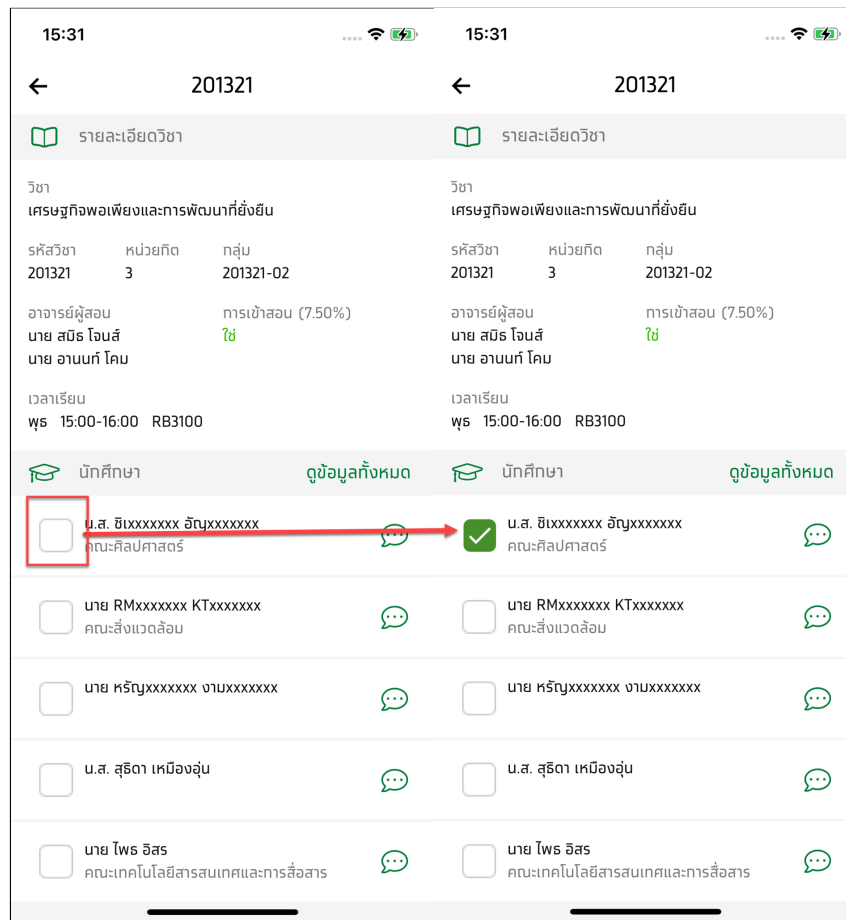 15:31
201321
รายละเอียดวิชา
วิชา
เศรษฐกิจพอเพียงและการพัฒนาที่ยั่งยืน
รหัสวิชา หน่วยกิต กลุ่ม
201321 3 201321-02
อาจารย์ผู้สอน การเข้าสอน (7.50%)
นาย สมิธ โจนส์ ใช่
นาย อานนท์ โคม
เวลาเรียน
พุธ 15:00-16:00 RB3100
นักศึกษา ดูข้อมูลทั้งหมด
น.ส. ชิเxxxxxxx อัญxxxxxxx
คณะศิลปศาสตร์
นาย RMxxxxxxx KTxxxxxxx
คณะสิ่งแวดล้อม
นาย หรัญxxxxxxx งามxxxxxxx
น.ส. สุธิดา เหมืองอุ่น
นาย ไพธ อิสร
คณะเทคโนโลยีสารสนเทศและการสื่อสาร
15:31
201321
รายละเอียดวิชา
วิชา
เศรษฐกิจพอเพียงและการพัฒนาที่ยั่งยืน
รหัสวิชา หน่วยกิต กลุ่ม
201321 3 201321-02
อาจารย์ผู้สอน การเข้าสอน (7.50%)
นาย สมิธ โจนส์ ใช่
นาย อานนท์ โคม
เวลาเรียน
พุธ 15:00-16:00 RB3100
นักศึกษา ดูข้อมูลทั้งหมด
น.ส. ชิเxxxxxxx อัญxxxxxxx
คณะศิลปศาสตร์
นาย RMxxxxxxx KTxxxxxxx
คณะสิ่งแวดล้อม
นาย หรัญxxxxxxx งามxxxxxxx
น.ส. สุธิดา เหมืองอุ่น
นาย ไพธ อิสร
คณะเทคโนโลยีสารสนเทศและการสื่อสาร